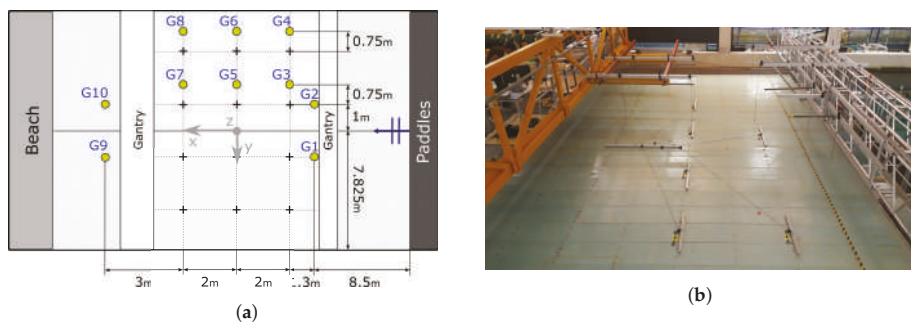 G8 G6 G4
0.75m
G7 G5 G3
0.75m
G10 G2
1m
Beach
Gantry
z
x
y
Gantry
Paddles
G9 G1
7.825m
3m 2m 2m .3m 8.5m
(a)
(b)